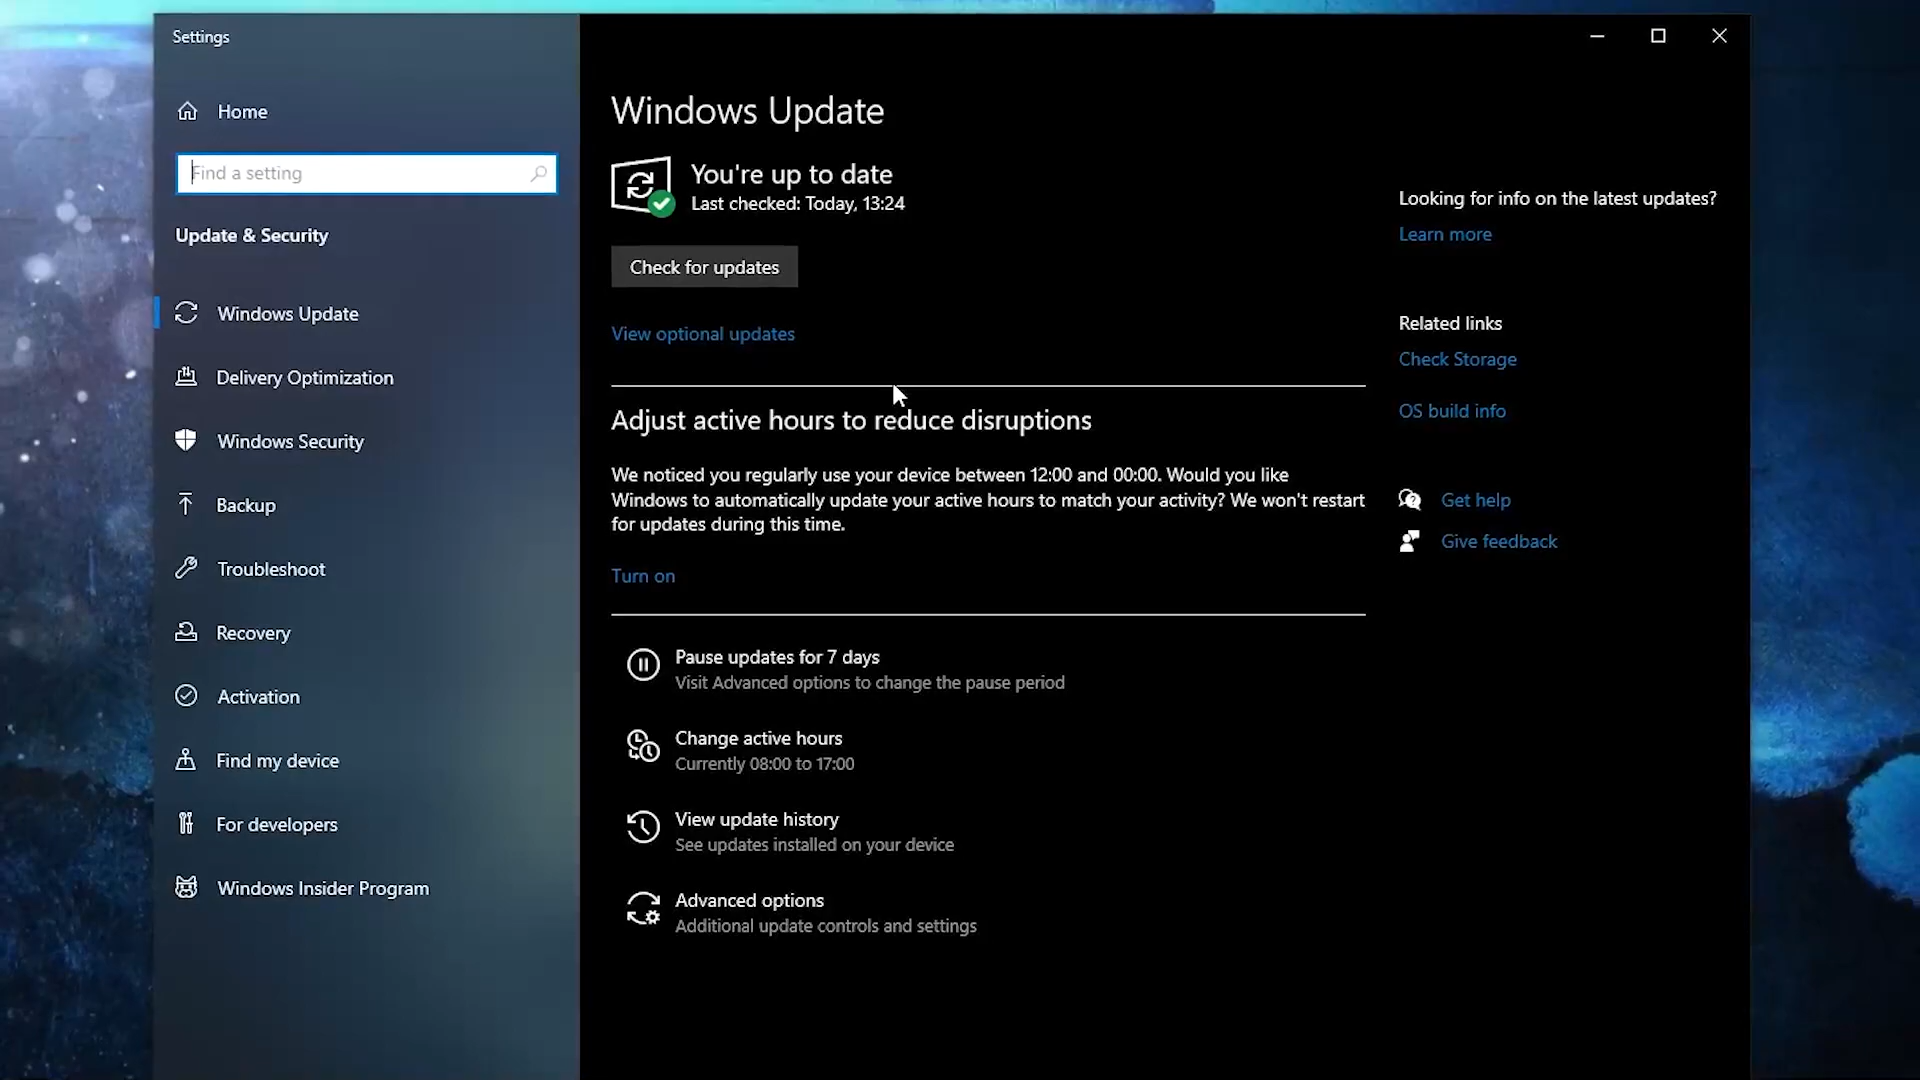 Settings
Home
Find a setting
Update & Security
Windows Update
Delivery Optimization
Windows Security
Backup
Troubleshoot
Recovery
Activation
Find my device
For developers
Windows Insider Program
Windows Update
You're up to date
Last checked: Today, 13:24
Check for updates
View optional updates
Adjust active hours to reduce disruptions
We noticed you regularly use your device between 12:00 and 00:00. Would you like
Windows to automatically update your active hours to match your activity? We won't restart
for updates during this time.
Turn on
Pause updates for 7 days
Visit Advanced options to change the pause period
Change active hours
Currently 08:00 to 17:00
View update history
See updates installed on your device
Advanced options
Additional update controls and settings
Looking for info on the latest updates?
Learn more
Related links
Check Storage
OS build info
Get help
Give feedback